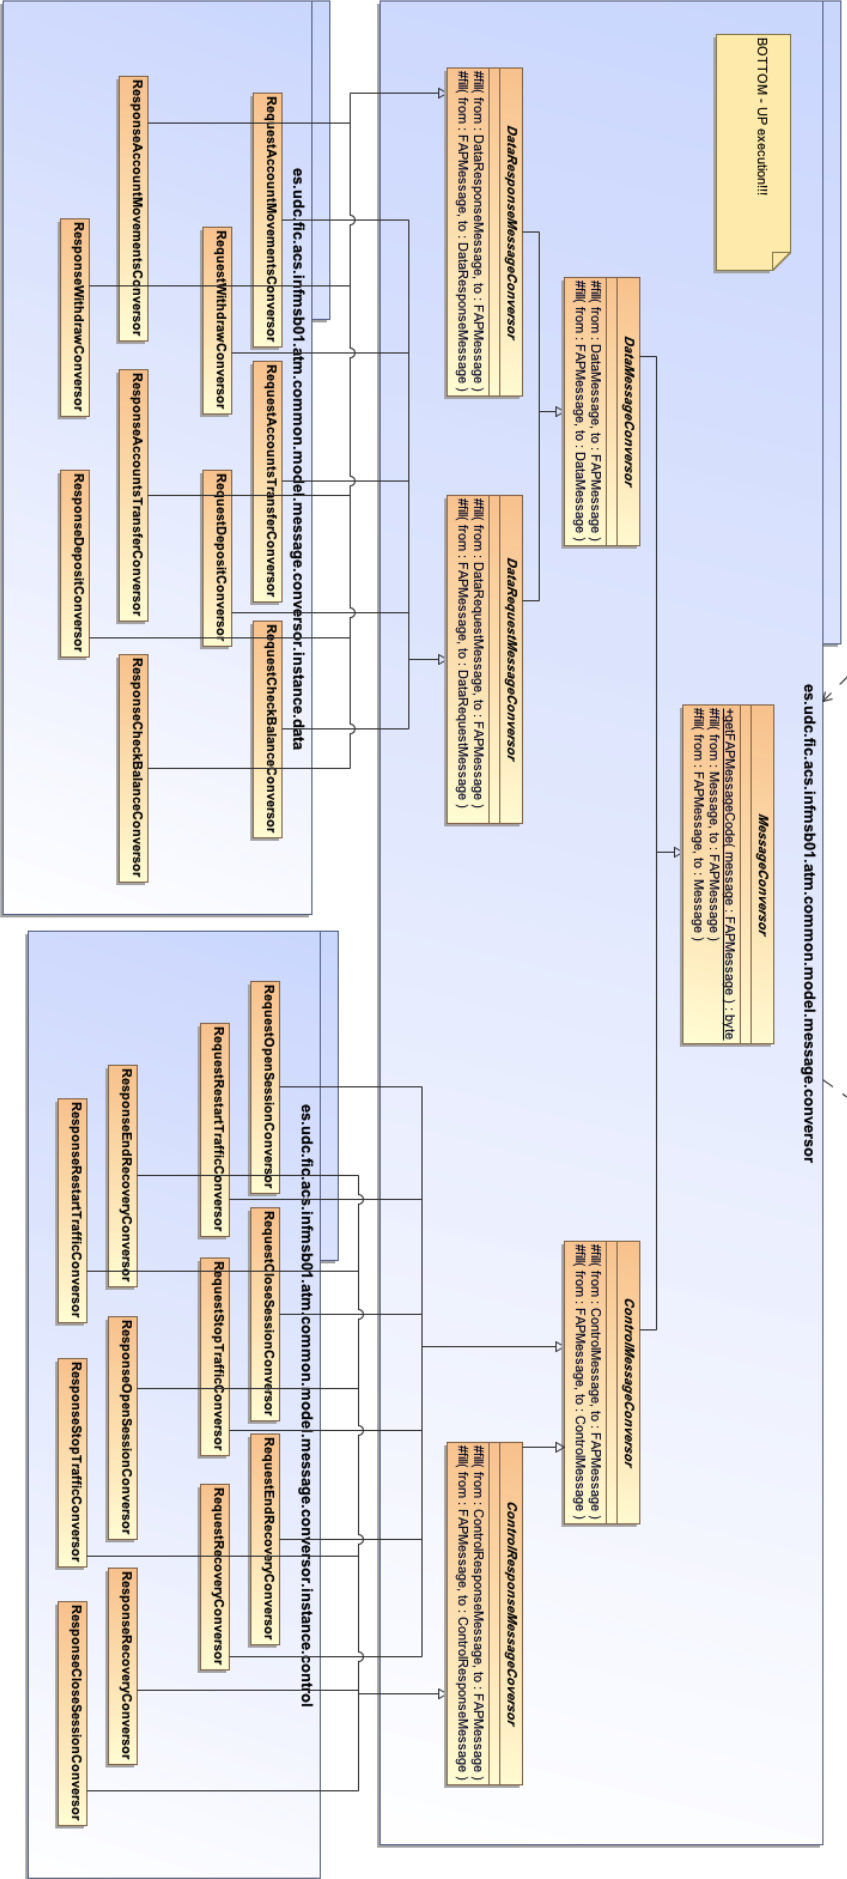 es.udc.fic.acs.infmsb01.atm.common.model.message.conversor
BOTTOM - UP execution!!!
MessageConversor
+getFAPMessageCode( message : FAPMessage ) : byte
#fill( from : Message, to : FAPMessage )
#fill( from : FAPMessage, to : Message )
DataMessageConversor
#fill( from : DataMessage, to : FAPMessage )
#fill( from : FAPMessage, to : DataMessage )
ControlMessageConversor
#fill( from : ControlMessage, to : FAPMessage )
#fill( from : FAPMessage, to : ControlMessage )
DataResponseMessageConversor
#fill( from : DataResponseMessage, to : FAPMessage )
#fill( from : FAPMessage, to : DataResponseMessage )
DataRequestMessageConversor
#fill( from : DataRequestMessage, to : FAPMessage )
#fill( from : FAPMessage, to : DataRequestMessage )
ControlResponseMessageCoversor
#fill( from : ControlResponseMessage, to : FAPMessage )
#fill( from : FAPMessage, to : ControlResponseMessage )
es.udc.fic.acs.infmsb01.atm.common.model.message.conversor.instance.data
RequestAccountMovementsConversor
RequestAccountsTransferConversor
RequestCheckBalanceConversor
RequestWithdrawConversor
RequestDepositConversor
ResponseAccountMovementsConversor
ResponseAccountsTransferConversor
ResponseCheckBalanceConversor
ResponseWithdrawConversor
ResponseDepositConversor
es.udc.fic.acs.infmsb01.atm.common.model.message.conversor.instance.control
RequestOpenSessionConversor
RequestCloseSessionConversor
RequestEndRecoveryConversor
RequestRestartTrafficConversor
RequestStopTrafficConversor
RequestRecoveryConversor
ResponseEndRecoveryConversor
ResponseOpenSessionConversor
ResponseRecoveryConversor
ResponseRestartTrafficConversor
ResponseStopTrafficConversor
ResponseCloseSessionConversor